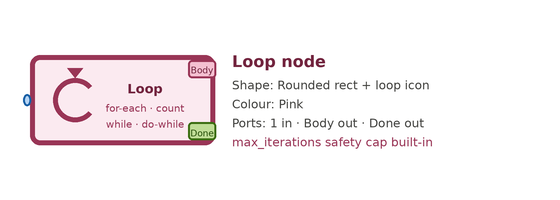 Body
Loop
for-each · count
while · do-while
Done
Loop node
Shape: Rounded rect + loop icon
Colour: Pink
Ports: 1 in · Body out · Done out
max_iterations safety cap built-in